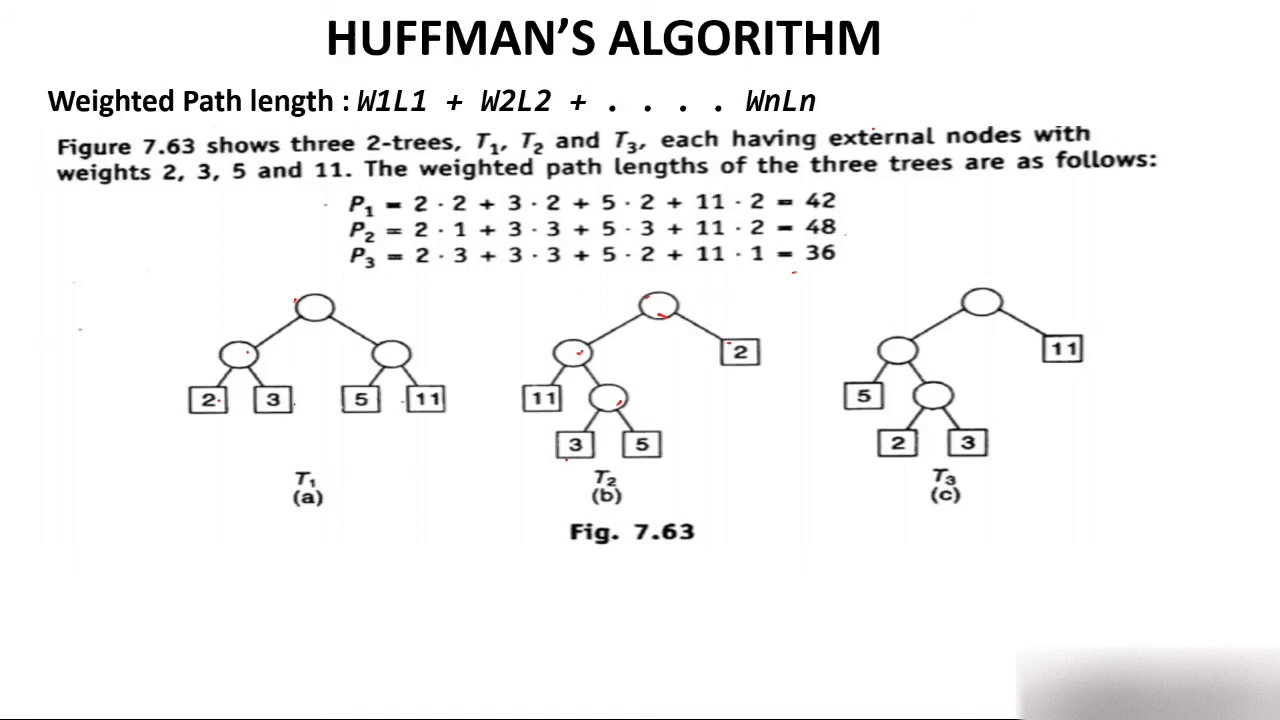 HUFFMAN'S ALGORITHM
Weighted Path length : W1L1 + W2L2 + . . . . WnLn
Figure 7.63 shows three 2-trees, T₁, T₂ and T₃, each having external nodes with
weights 2, 3, 5 and 11. The weighted path lengths of the three trees are as follows:
P₁ = 2 · 2 + 3 · 2 + 5 · 2 + 11 · 2 = 42
P₂ = 2 · 1 + 3 · 3 + 5 · 3 + 11 · 2 = 48
P₃ = 2 · 3 + 3 · 3 + 5 · 2 + 11 · 1 = 36
2 11
2 3 5 11 11 5
3 5 2 3
T₁ T₂ T₃
(a) (b) (c)
Fig. 7.63